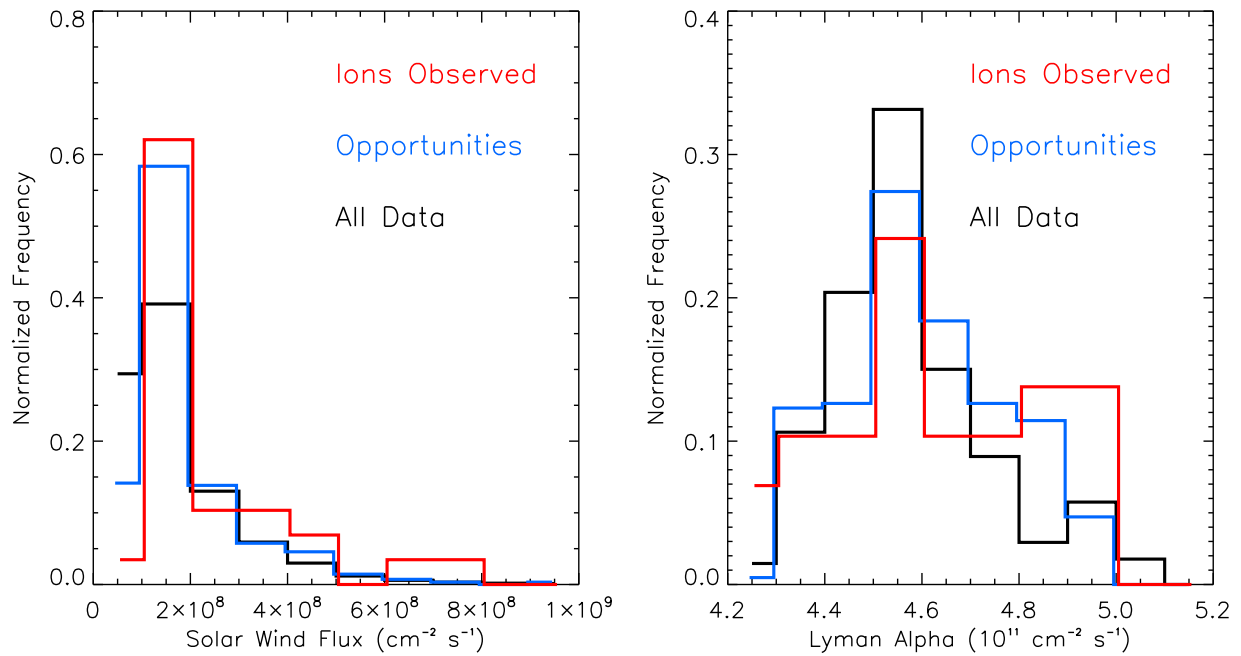 0.8
0.6
0.4
0.2
0.0
Normalized Frequency
Ions Observed
Opportunities
All Data
0 2×10⁸ 4×10⁸ 6×10⁸ 8×10⁸ 1×10⁹
Solar Wind Flux (cm⁻² s⁻¹)
0.4
0.3
0.2
0.1
0.0
Normalized Frequency
Ions Observed
Opportunities
All Data
4.2 4.4 4.6 4.8 5.0 5.2
Lyman Alpha (10¹¹ cm⁻² s⁻¹)